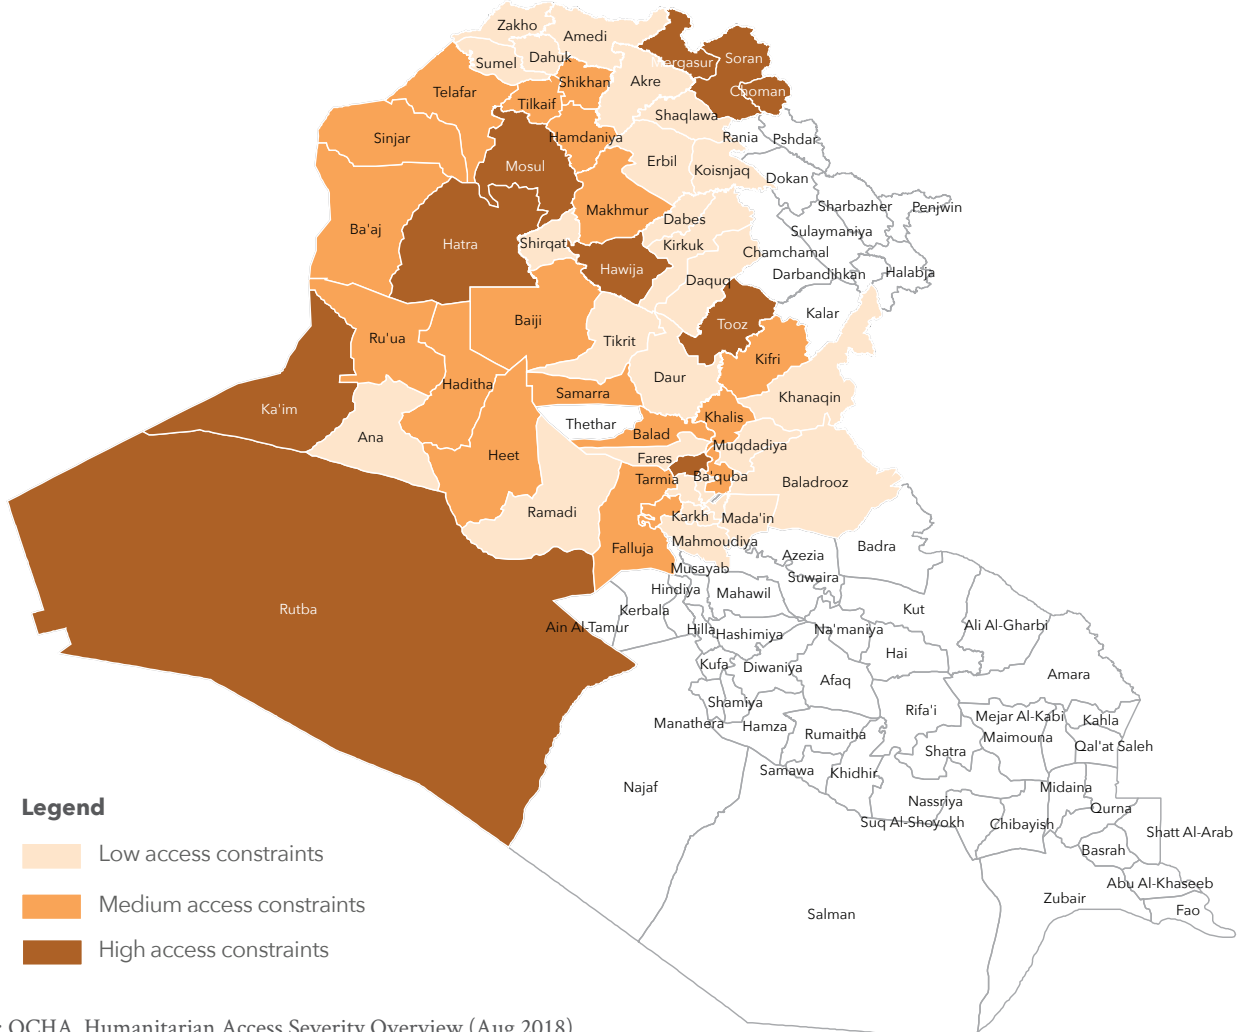 Zakho
Amedi
Mergasur
Soran
Sumel
Dahuk
Choman
Telafar
Shikhan
Akre
Tilkaif
Shaqlawa
Sinjar
Hamdaniya
Rania
Pshdar
Mosul
Erbil
Koisnjaq
Dokan
Makhmur
Dabes
Sharbazher
Penjwin
Ba'aj
Hatra
Shirqat
Kirkuk
Sulaymaniya
Hawija
Chamchamal
Daquq
Darbandihkan
Halabja
Baiji
Tooz
Kalar
Ru'ua
Tikrit
Kifri
Haditha
Daur
Samarra
Khanaqin
Ka'im
Thethar
Khalis
Ana
Balad
Muqdadiya
Heet
Fares
Tarmia
Ba'quba
Baladrooz
Ramadi
Karkh
Mada'in
Falluja
Mahmoudiya
Azezia
Badra
Musayab
Suwaira
Hindiya
Mahawil
Rutba
Kerbala
Kut
Ain Al-Tamur
Hilla
Hashimiya
Na'maniya
Ali Al-Gharbi
Hai
Kufa
Diwaniya
Afaq
Amara
Shamiya
Rifa'i
Manathera
Hamza
Mejar Al-Kabi
Kahla
Rumaitha
Maimouna
Shatra
Qal'at Saleh
Samawa
Khidhir
Najaf
Midaina
Nassriya
Qurna
Suq Al-Shoyokh
Chibayish
Shatt Al-Arab
Basrah
Abu Al-Khaseeb
Zubair
Salman
Fao
Legend
Low access constraints
Medium access constraints
High access constraints
: OCHA, Humanitarian Access Severity Overview (Aug 2018)